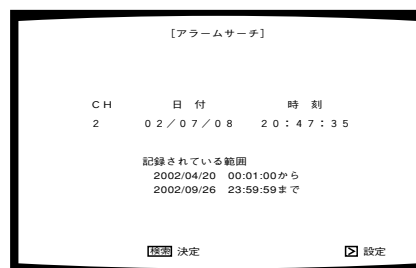 [アラームサーチ]
CH 日 付 時 刻
2 02/07/08 20:47:35
記録されている範囲
2002/04/20 00:01:00から
2002/09/26 23:59:59まで
検索 決定 > 設定